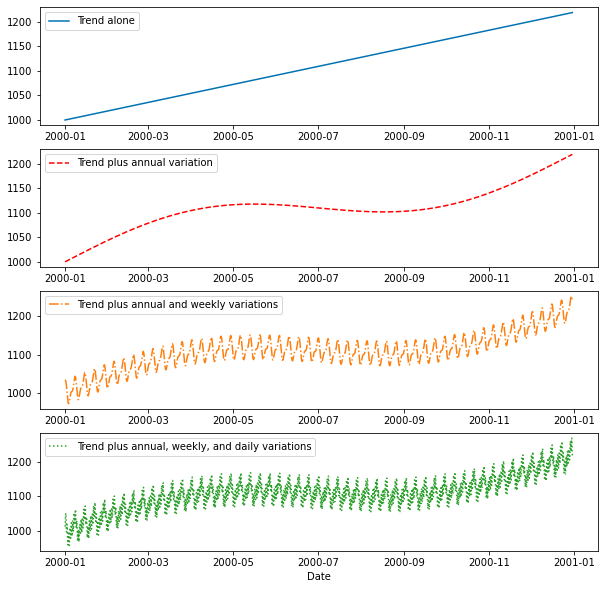 Trend alone
1200
1150
1100
1050
1000
2000-01 2000-03 2000-05 2000-07 2000-09 2000-11 2001-01
Trend plus annual variation
1200
1150
1100
1050
1000
2000-01 2000-03 2000-05 2000-07 2000-09 2000-11 2001-01
Trend plus annual and weekly variations
1200
1100
1000
2000-01 2000-03 2000-05 2000-07 2000-09 2000-11 2001-01
Trend plus annual, weekly, and daily variations
1200
1100
1000
2000-01 2000-03 2000-05 2000-07 2000-09 2000-11 2001-01
Date